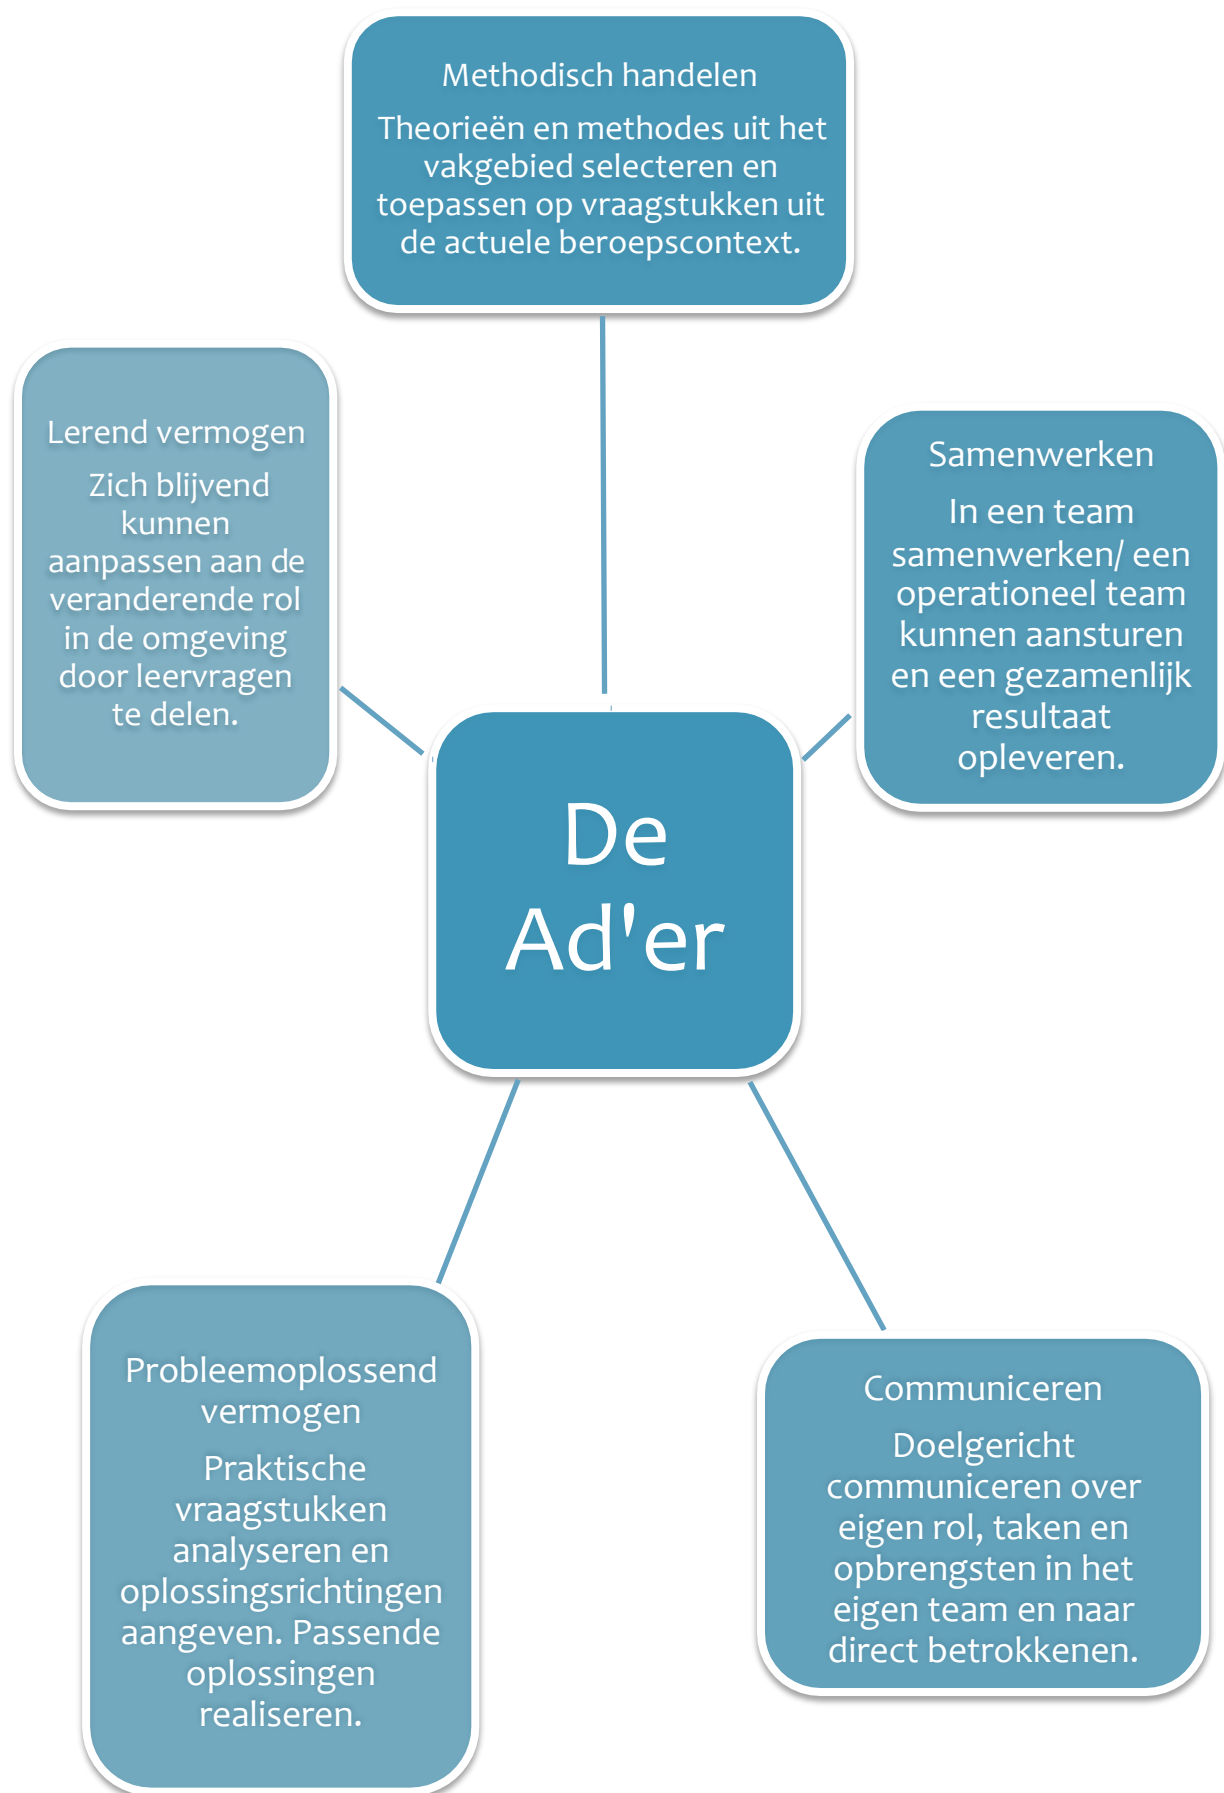 Methodisch handelen
Theorieën en methodes uit het
vakgebied selecteren en
toepassen op vraagstukken uit
de actuele beroepscontext.
Lerend vermogen
Zich blijvend
kunnen
aanpassen aan de
veranderende rol
in de omgeving
door leervragen
te delen.
Samenwerken
In een team
samenwerken/ een
operationeel team
kunnen aansturen
en een gezamenlijk
resultaat
opleveren.
De
Ad'er
Probleemoplossend
vermogen
Praktische
vraagstukken
analyseren en
oplossingsrichtingen
aangeven. Passende
oplossingen
realiseren.
Communiceren
Doelgericht
communiceren over
eigen rol, taken en
opbrengsten in het
eigen team en naar
direct betrokkenen.